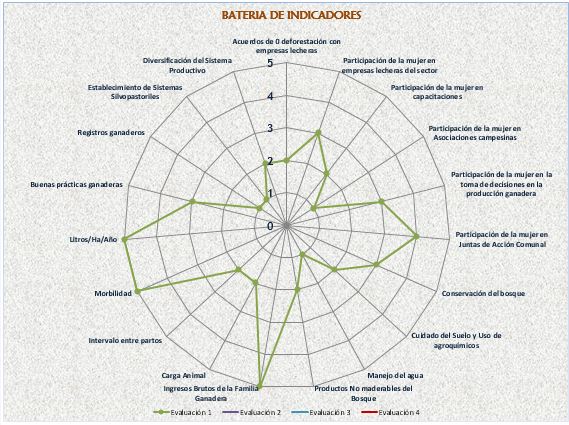 BATERIA DE INDICADORES
Acuerdos de 0 deforestación con
empresas lecheras
Participación de la mujer en
empresas lecheras del sector
Participación de la mujer en
capacitaciones
Participación de la mujer en
Asociaciones campesinas
Participación de la mujer en la
toma de decisiones en la
producción ganadera
Participación de la mujer en
Juntas de Acción Comunal
Conservación del bosque
Cuidado del Suelo y Uso de
agroquímicos
Manejo del agua
Productos No maderables del
Bosque
Ingresos Brutos de la Familia
Ganadera
Carga Animal
Intervalo entre partos
Morbilidad
Litros/Ha/Año
Buenas prácticas ganaderas
Registros ganaderos
Establecimiento de Sistemas
Silvopastoriles
Diversificación del Sistema
Productivo
5
4
3
2
1
0
Evaluación 1 Evaluación 2 Evaluación 3 Evaluación 4